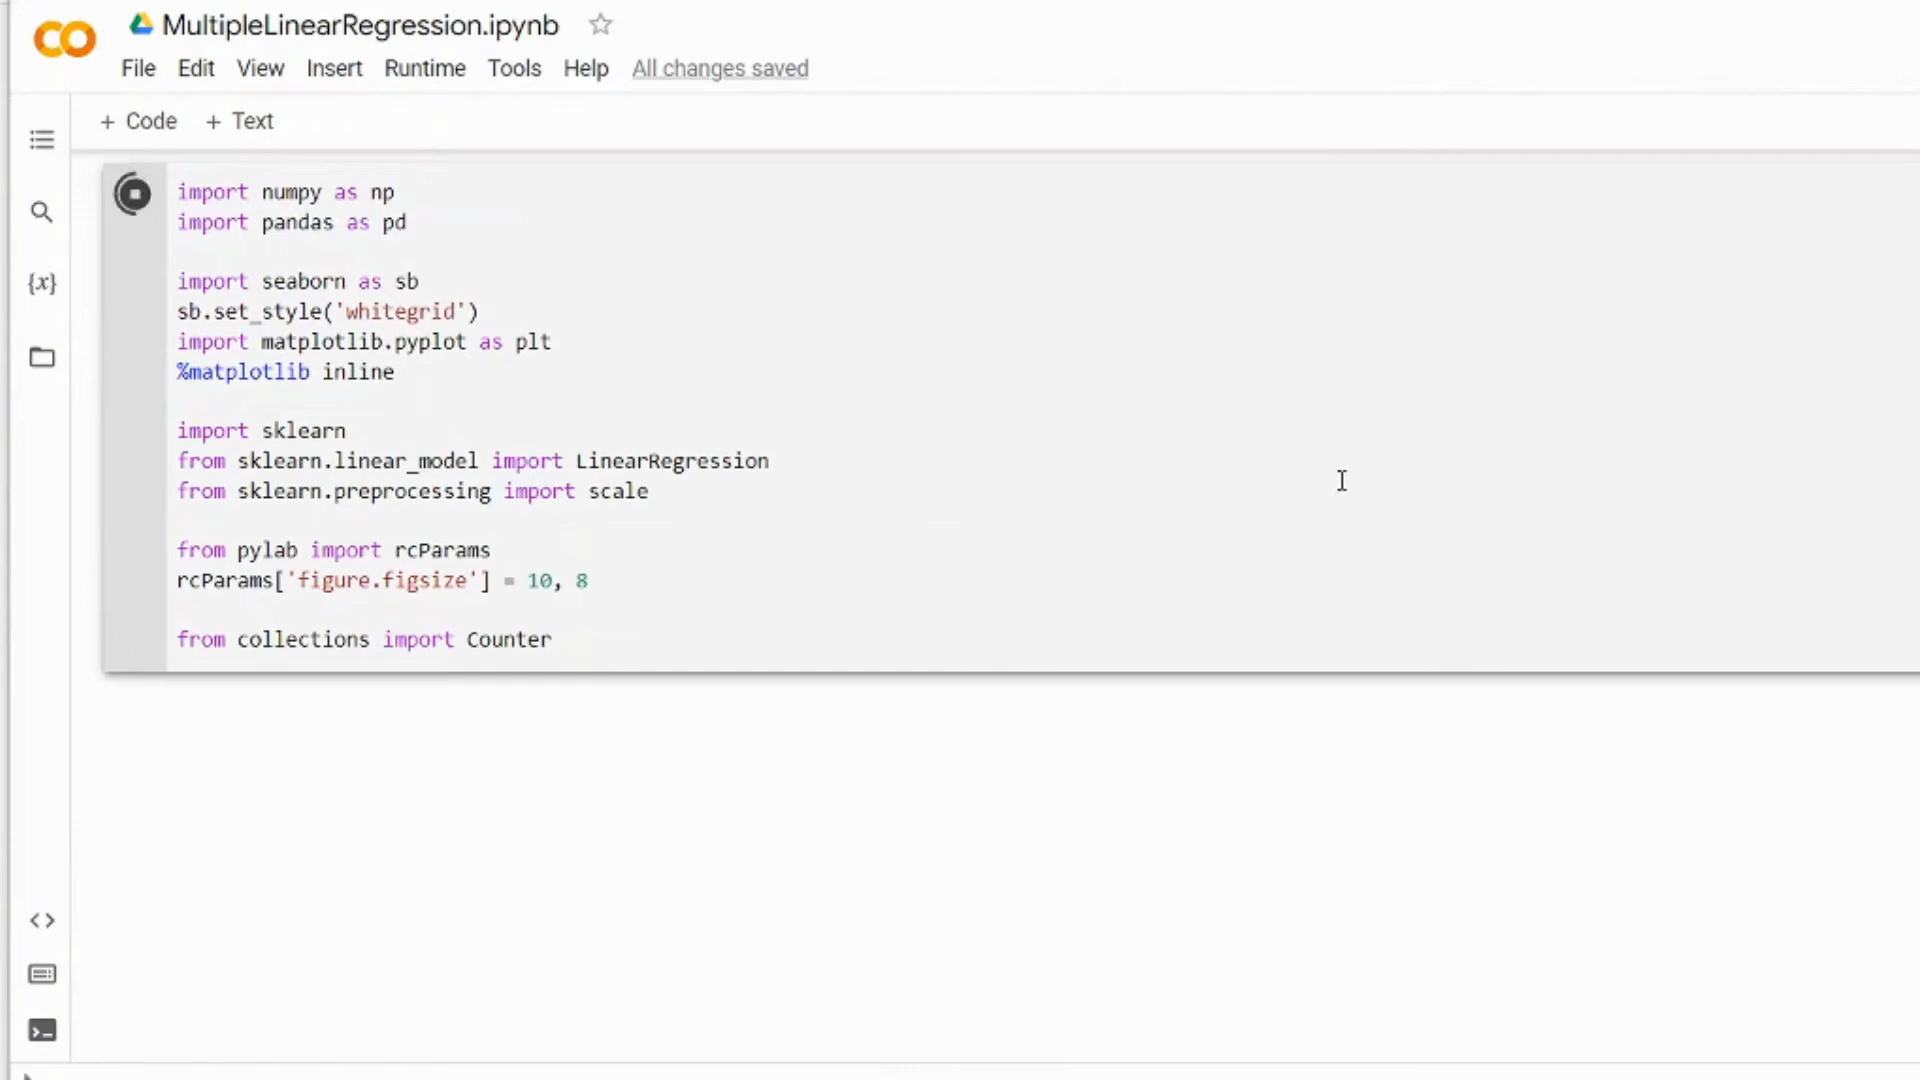 MultipleLinearRegression.ipynb
File Edit View Insert Runtime Tools Help All changes saved
+ Code + Text
import numpy as np
import pandas as pd
{x}
import seaborn as sb
sb.set_style('whitegrid')
import matplotlib.pyplot as plt
%matplotlib inline
import sklearn
from sklearn.linear_model import LinearRegression
from sklearn.preprocessing import scale
from pylab import rcParams
rcParams['figure.figsize'] = 10, 8
from collections import Counter